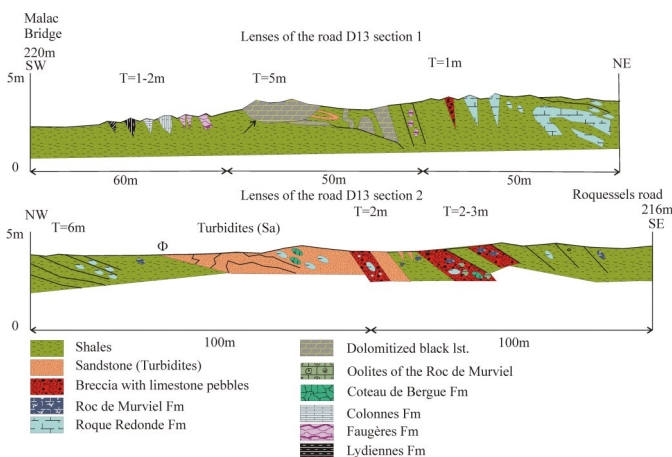 Malac
Bridge
220m
SW
Lenses of the road D13 section 1
NE
5m
T=1-2m
T=5m
T=1m
0
60m
50m
50m
Lenses of the road D13 section 2
Roquessels road
216m
SE
NW
T=6m
Φ
Turbidites (Sa)
T=2m
T=2-3m
5m
0
100m
100m
Shales
Sandstone (Turbidites)
Breccia with limestone pebbles
Roc de Murviel Fm
Roque Redonde Fm
Dolomitized black lst.
Oolites of the Roc de Murviel
Coteau de Bergue Fm
Colonnes Fm
Faugères Fm
Lydiennes Fm